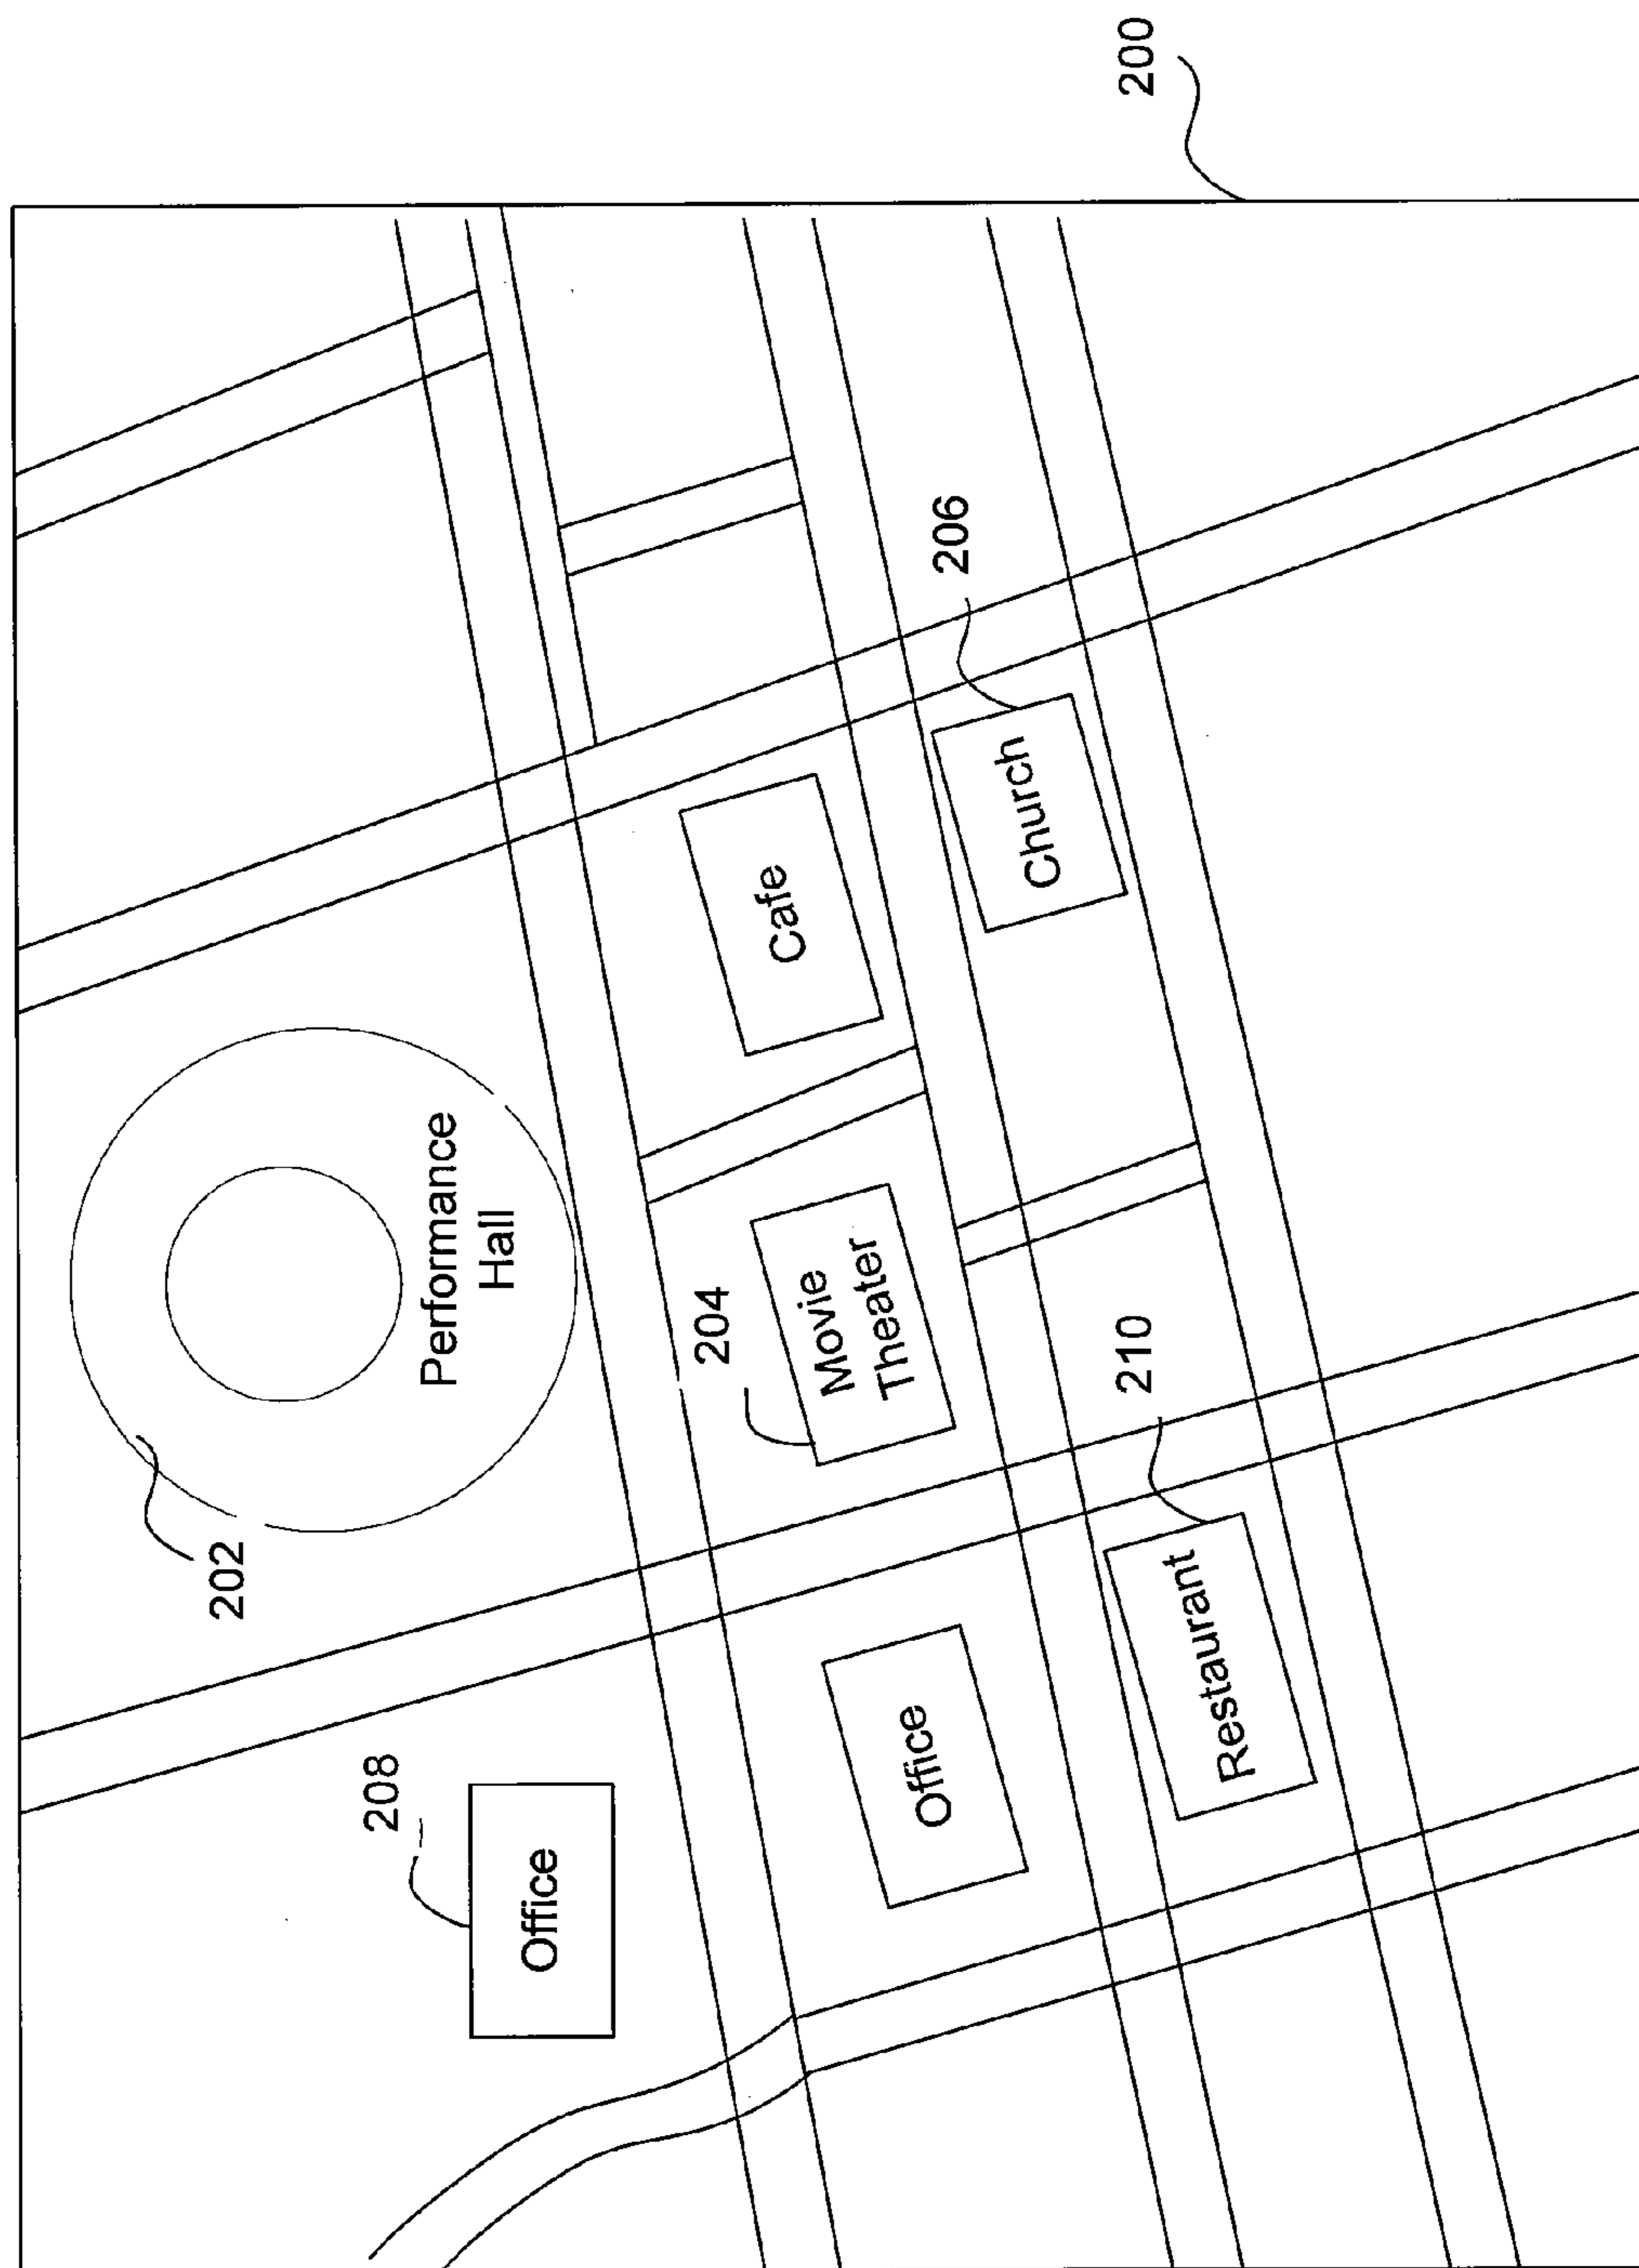 200
202
Performance
Hall
208
Office
204
Movie
Theater
Cafe
206
Church
Office
210
Restaurant